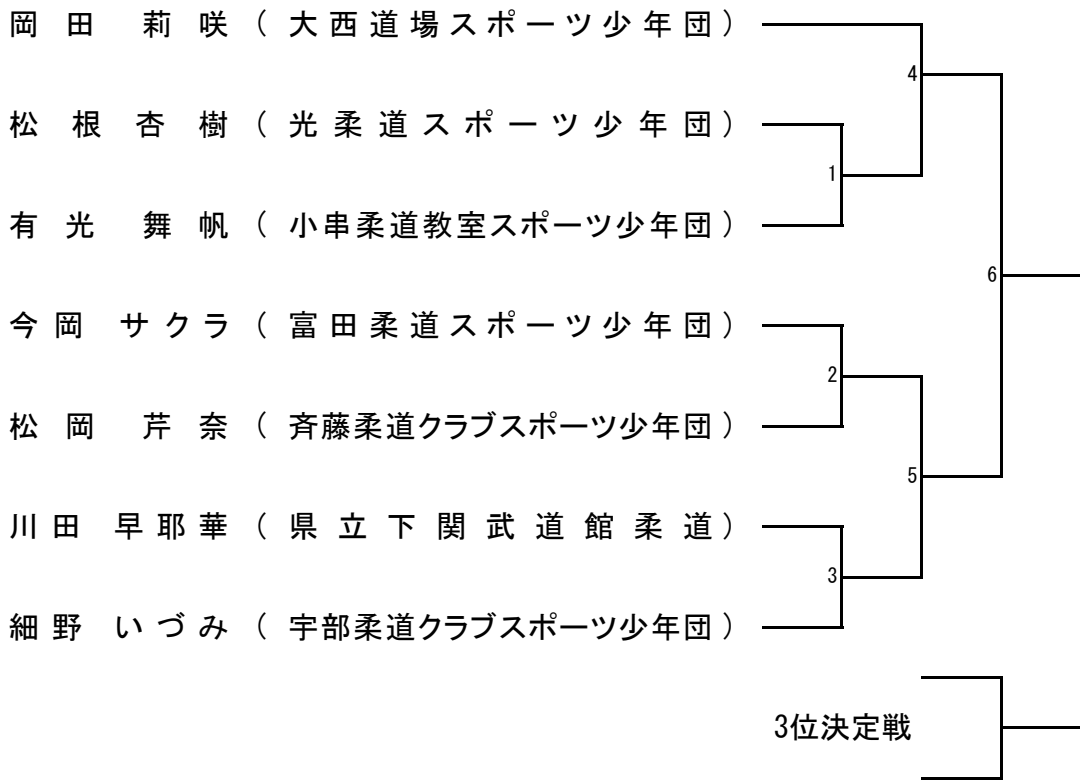 岡田 莉咲（大西道場スポーツ少年団）
4
松根杏樹（光柔道スポーツ少年団）
1
有光 舞帆（小串柔道教室スポーツ少年団）
6
今岡 サクラ（富田柔道スポーツ少年団）
2
松岡 芹奈（斉藤柔道クラブスポーツ少年団）
5
川田 早耶華（県立下関武道館柔道）
3
細野 いづみ（宇部柔道クラブスポーツ少年団）
3位決定戦